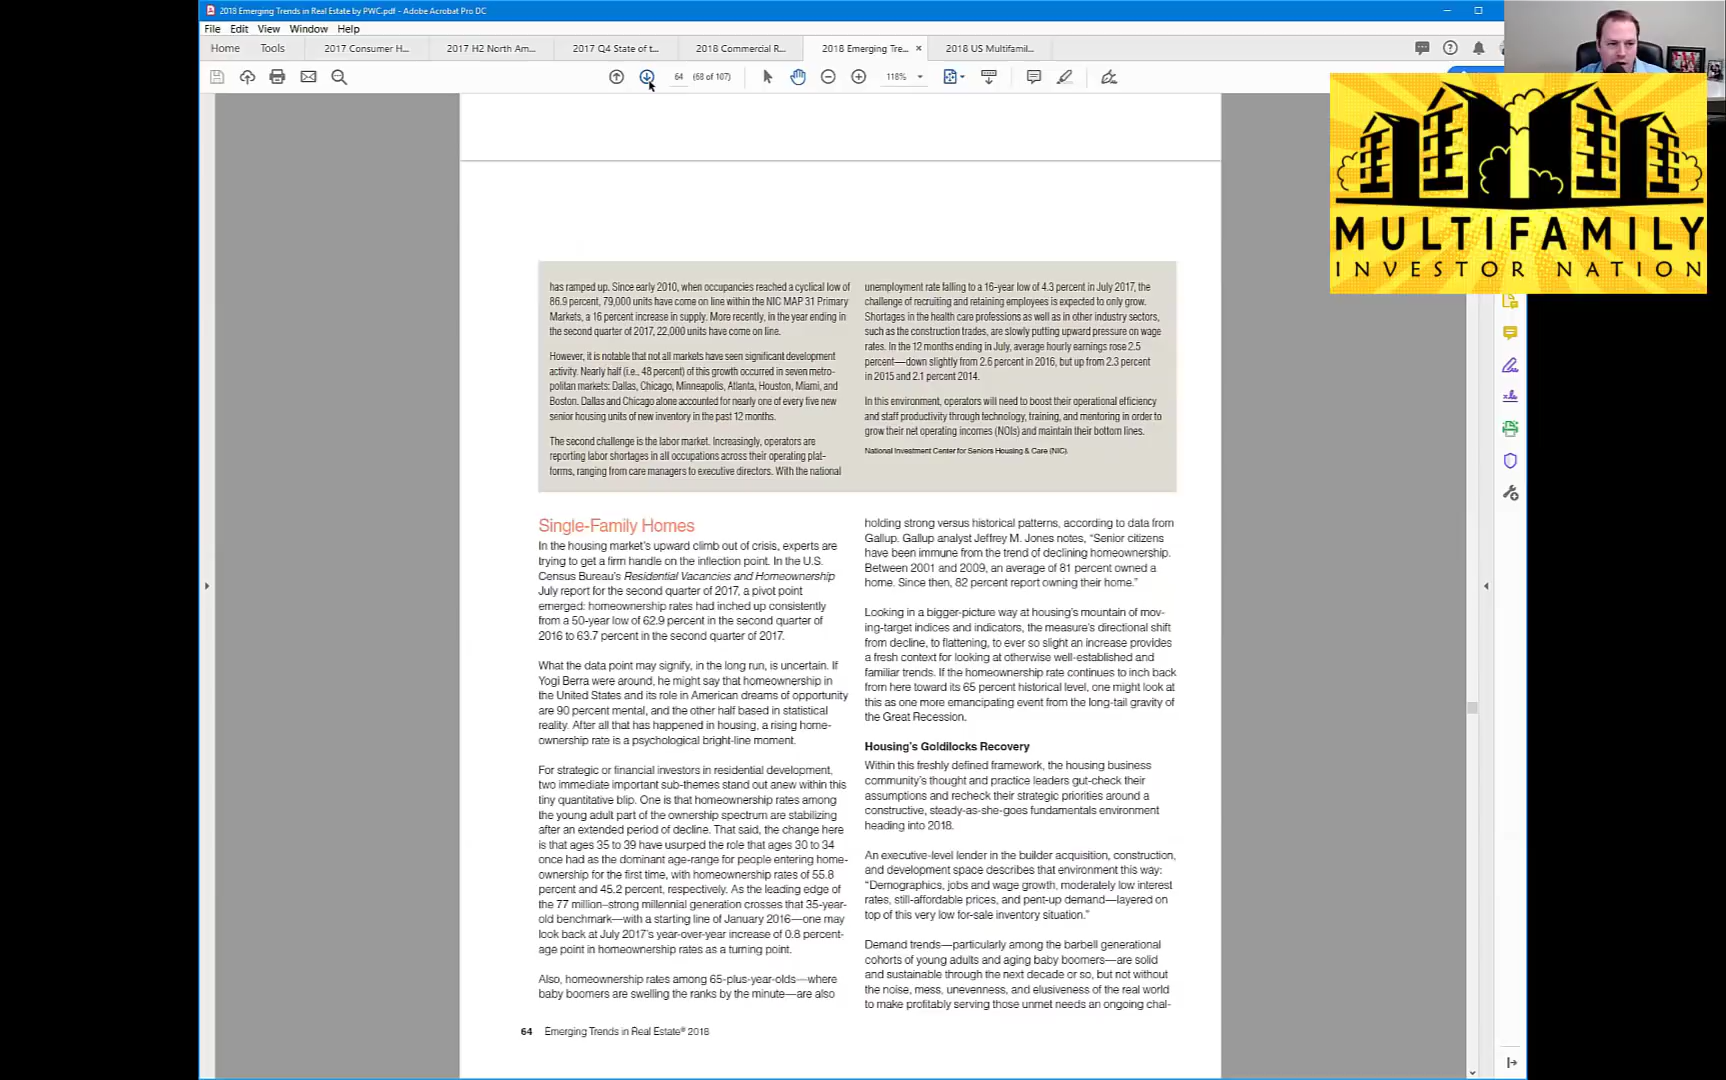 2018 Emerging Trends in Real Estate by PWC.pdf - Adobe Acrobat Pro DC
File Edit View Window Help
Home Tools 2017 Consumer H... 2017 H2 North Am... 2017 Q4 State of t... 2018 Commercial R... 2018 Emerging Tre... × 2018 US Multifamil...
64 (68 of 107) 118%
MULTIFAMILY
INVESTOR NATION
has ramped up. Since early 2010, when occupancies reached a cyclical low of
86.9 percent, 79,000 units have come on line within the NIC MAP 31 Primary
Markets, a 16 percent increase in supply. More recently, in the year ending in
the second quarter of 2017, 22,000 units have come on line.
However, it is notable that not all markets have seen significant development
activity. Nearly half (i.e., 48 percent) of this growth occurred in seven metro-
politan markets: Dallas, Chicago, Minneapolis, Atlanta, Houston, Miami, and
Boston. Dallas and Chicago alone accounted for nearly one of every five new
senior housing units of new inventory in the past 12 months.
The second challenge is the labor market. Increasingly, operators are
reporting labor shortages in all occupations across their operating plat-
forms, ranging from care managers to executive directors. With the national
unemployment rate falling to a 16-year low of 4.3 percent in July 2017, the
challenge of recruiting and retaining employees is expected to only grow.
Shortages in the health care professions as well as in other industry sectors,
such as the construction trades, are slowly putting upward pressure on wage
rates. In the 12 months ending in July, average hourly earnings rose 2.5
percent—down slightly from 2.6 percent in 2016, but up from 2.3 percent
in 2015 and 2.1 percent 2014.
In this environment, operators will need to boost their operational efficiency
and staff productivity through technology, training, and mentoring in order to
grow their net operating incomes (NOIs) and maintain their bottom lines.
National Investment Center for Seniors Housing & Care (NIC).
Single-Family Homes
In the housing market's upward climb out of crisis, experts are
trying to get a firm handle on the inflection point. In the U.S.
Census Bureau's Residential Vacancies and Homeownership
July report for the second quarter of 2017, a pivot point
emerged: homeownership rates had inched up consistently
from a 50-year low of 62.9 percent in the second quarter of
2016 to 63.7 percent in the second quarter of 2017.
What the data point may signify, in the long run, is uncertain. If
Yogi Berra were around, he might say that homeownership in
the United States and its role in American dreams of opportunity
are 90 percent mental, and the other half based in statistical
reality. After all that has happened in housing, a rising home-
ownership rate is a psychological bright-line moment.
For strategic or financial investors in residential development,
two immediate important sub-themes stand out anew within this
tiny quantitative blip. One is that homeownership rates among
the young adult part of the ownership spectrum are stabilizing
after an extended period of decline. That said, the change here
is that ages 35 to 39 have usurped the role that ages 30 to 34
once had as the dominant age-range for people entering home-
ownership for the first time, with homeownership rates of 55.8
percent and 45.2 percent, respectively. As the leading edge of
the 77 million–strong millennial generation crosses that 35-year-
old benchmark—with a starting line of January 2016—one may
look back at July 2017's year-over-year increase of 0.8 percent-
age point in homeownership rates as a turning point.
Also, homeownership rates among 65-plus-year-olds—where
baby boomers are swelling the ranks by the minute—are also
holding strong versus historical patterns, according to data from
Gallup. Gallup analyst Jeffrey M. Jones notes, "Senior citizens
have been immune from the trend of declining homeownership.
Between 2001 and 2009, an average of 81 percent owned a
home. Since then, 82 percent report owning their home."
Looking in a bigger-picture way at housing's mountain of mov-
ing-target indices and indicators, the measure's directional shift
from decline, to flattening, to ever so slight an increase provides
a fresh context for looking at otherwise well-established and
familiar trends. If the homeownership rate continues to inch back
from here toward its 65 percent historical level, one might look at
this as one more emancipating event from the long-tail gravity of
the Great Recession.
Housing's Goldilocks Recovery
Within this freshly defined framework, the housing business
community's thought and practice leaders gut-check their
assumptions and recheck their strategic priorities around a
constructive, steady-as-she-goes fundamentals environment
heading into 2018.
An executive-level lender in the builder acquisition, construction,
and development space describes that environment this way:
"Demographics, jobs and wage growth, moderately low interest
rates, still-affordable prices, and pent-up demand—layered on
top of this very low for-sale inventory situation."
Demand trends—particularly among the barbell generational
cohorts of young adults and aging baby boomers—are solid
and sustainable through the next decade or so, but not without
the noise, mess, unevenness, and elusiveness of the real world
to make profitably serving those unmet needs an ongoing chal-
64 Emerging Trends in Real Estate® 2018